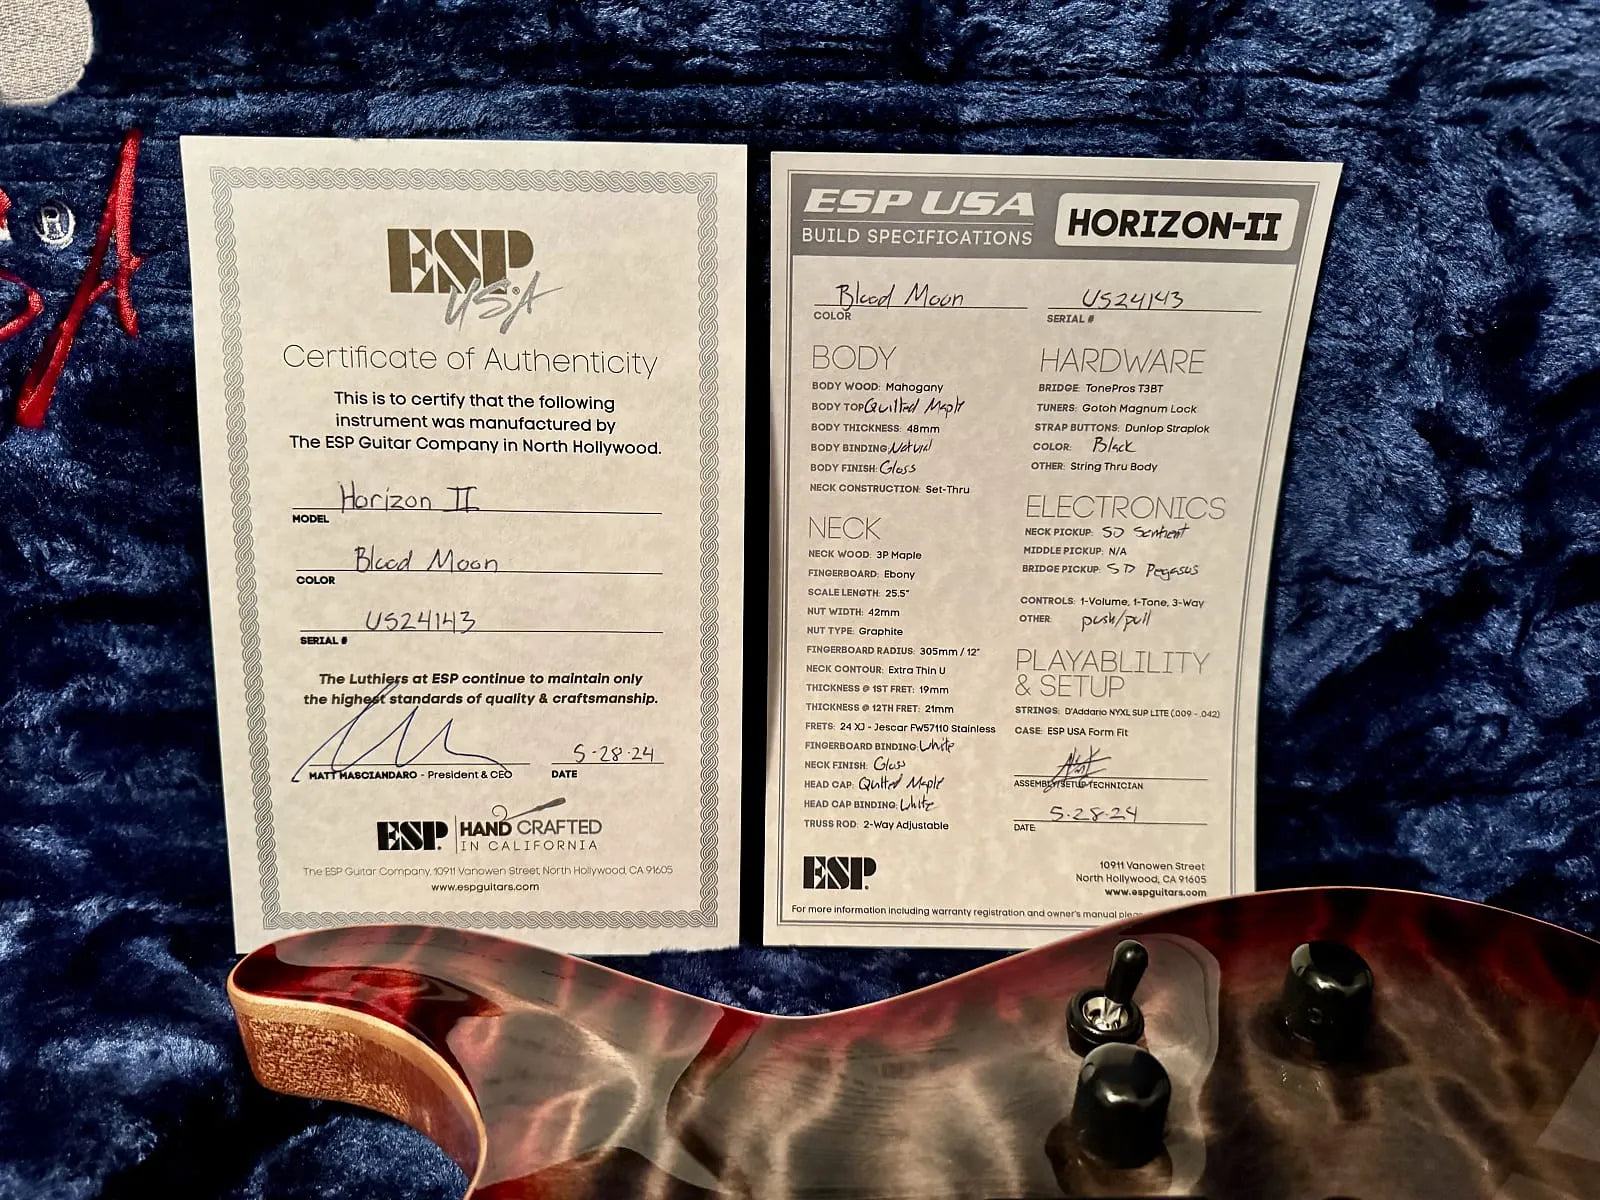 SA
®
ESP
USA®
Certificate of Authenticity
This is to certify that the following
instrument was manufactured by
The ESP Guitar Company in North Hollywood.
Horizon II
MODEL
Blood Moon
COLOR
US24143
SERIAL #
The Luthiers at ESP continue to maintain only
the highest standards of quality & craftsmanship.
MATT MASCIANDARO - President & CEO
5-28-24
DATE
ESP. HAND CRAFTED
IN CALIFORNIA
The ESP Guitar Company, 10911 Vanowen Street, North Hollywood, CA 91605
www.espguitars.com
ESP USA
BUILD SPECIFICATIONS
HORIZON-II
Blood Moon
COLOR
US24143
SERIAL #
BODY
BODY WOOD: Mahogany
BODY TOP Quilted Maple
BODY THICKNESS: 48mm
BODY BINDING: Natural
BODY FINISH: Gloss
NECK CONSTRUCTION: Set-Thru
NECK
NECK WOOD: 3P Maple
FINGERBOARD: Ebony
SCALE LENGTH: 25.5"
NUT WIDTH: 42mm
NUT TYPE: Graphite
FINGERBOARD RADIUS: 305mm / 12"
NECK CONTOUR: Extra Thin U
THICKNESS @ 1ST FRET: 19mm
THICKNESS @ 12TH FRET: 21mm
FRETS: 24 XJ - Jescar FW57110 Stainless
FINGERBOARD BINDING: White
NECK FINISH: Gloss
HEAD CAP: Quilted Maple
HEAD CAP BINDING: White
TRUSS ROD: 2-Way Adjustable
HARDWARE
BRIDGE: TonePros T3BT
TUNERS: Gotoh Magnum Lock
STRAP BUTTONS: Dunlop Straplok
COLOR: Black
OTHER: String Thru Body
ELECTRONICS
NECK PICKUP: SD Sentient
MIDDLE PICKUP: N/A
BRIDGE PICKUP: SD Pegasus
CONTROLS: 1-Volume, 1-Tone, 3-Way
OTHER: push/pull
PLAYABLILITY
& SETUP
STRINGS: D'Addario NYXL SUP LITE (.009 - .042)
CASE: ESP USA Form Fit
ASSEMBLY/SETUP TECHNICIAN
5-28-24
DATE:
ESP.
10911 Vanowen Street
North Hollywood, CA 91605
www.espguitars.com
For more information including warranty registration and owner's manual please